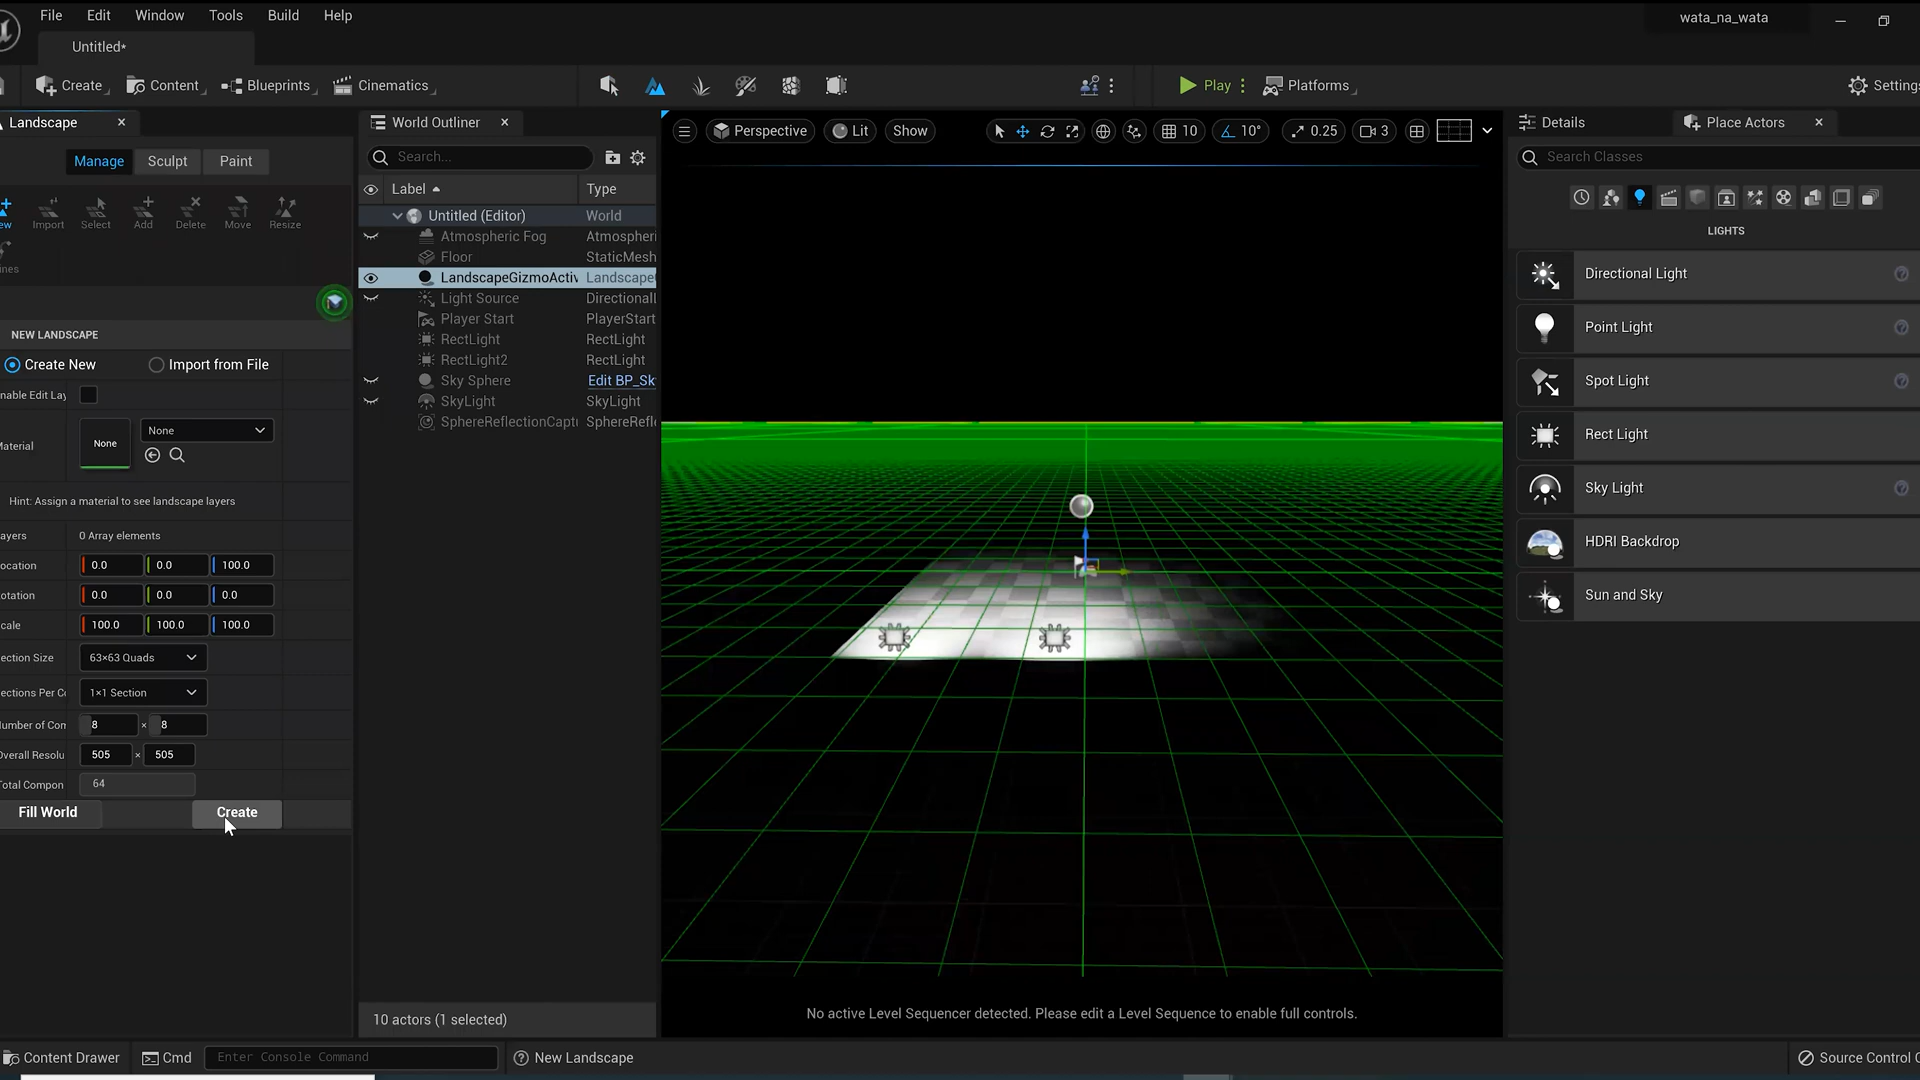 File Edit Window Tools Build Help
wata_na_wata
Untitled*
Create Content Blueprints Cinematics
Play Platforms Settings
Landscape
World Outliner
Details Place Actors
Perspective Lit Show 10 10° 0.25 3
Manage Sculpt Paint
Search...
Search Classes
Label Type
Import Select Add Delete Move Resize
Untitled (Editor) World
Atmospheric Fog Atmospheri
Floor StaticMesh
LandscapeGizmoActiv Landscape
Light Source Directional
Player Start PlayerStart
RectLight RectLight
RectLight2 RectLight
Sky Sphere Edit BP_Sk
SkyLight SkyLight
SphereReflectionCaptu SphereRefl
LIGHTS
Directional Light
Point Light
Spot Light
Rect Light
Sky Light
HDRI Backdrop
Sun and Sky
NEW LANDSCAPE
Create New Import from File
nable Edit Lay
aterial None None
Hint: Assign a material to see landscape layers
ayers 0 Array elements
ocation 0.0 0.0 100.0
otation 0.0 0.0 0.0
cale 100.0 100.0 100.0
ection Size 63×63 Quads
ections Per Co 1×1 Section
umber of Com 8 × 8
Overall Resolu 505 × 505
Total Compon 64
Fill World Create
10 actors (1 selected)
No active Level Sequencer detected. Please edit a Level Sequence to enable full controls.
Content Drawer Cmd Enter Console Command New Landscape
Source Control O